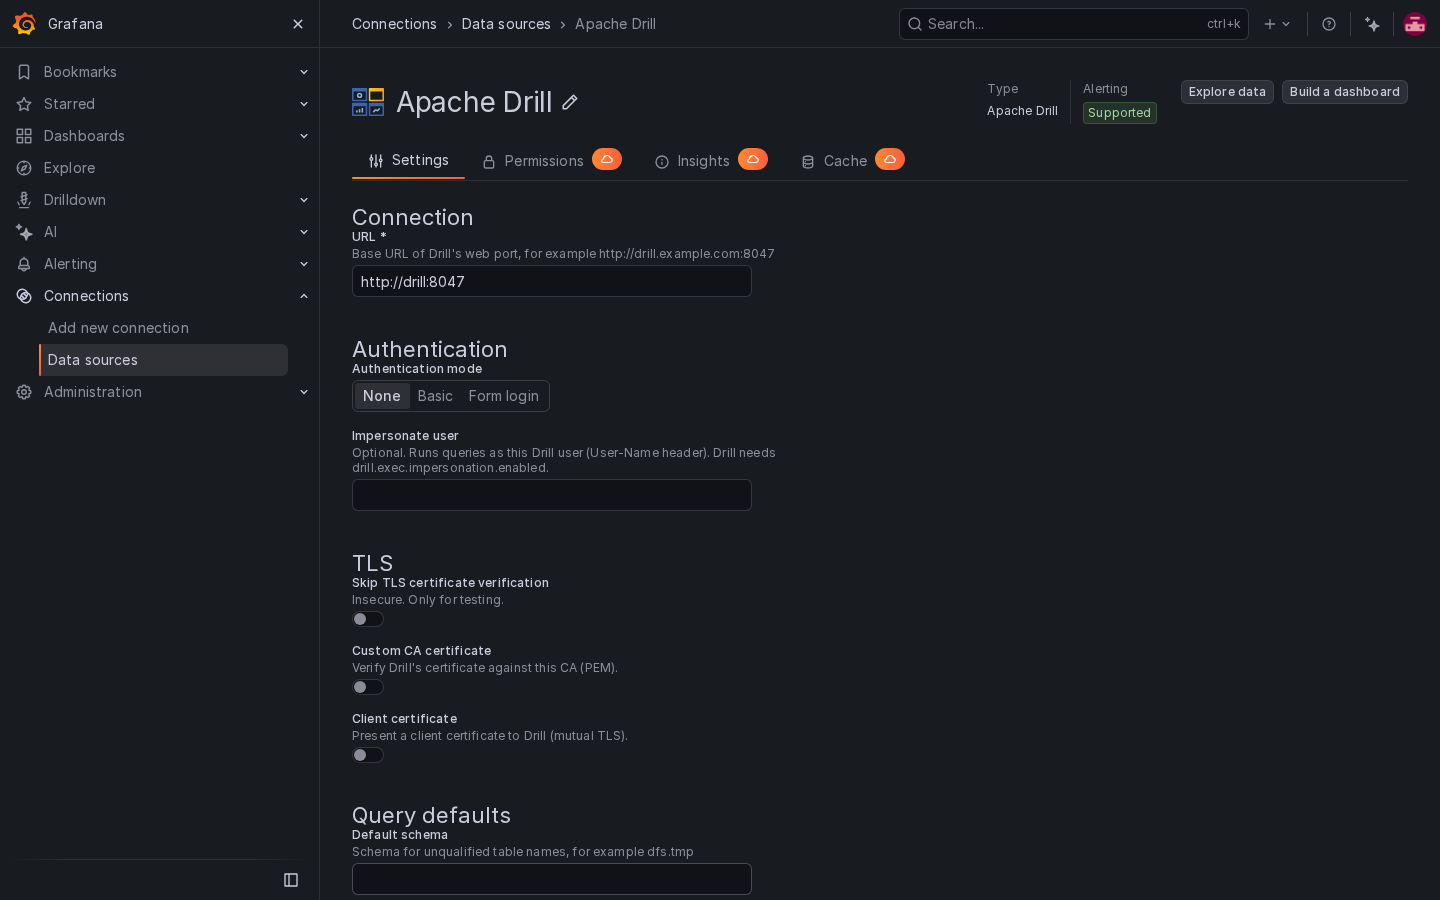 Grafana
Connections › Data sources › Apache Drill
Search...
ctrl+k
Bookmarks
Starred
Dashboards
Explore
Drilldown
AI
Alerting
Connections
Add new connection
Data sources
Administration
Apache Drill
Type
Apache Drill
Alerting
Supported
Explore data
Build a dashboard
Settings
Permissions
Insights
Cache
Connection
URL *
Base URL of Drill's web port, for example http://drill.example.com:8047
http://drill:8047
Authentication
Authentication mode
None Basic Form login
Impersonate user
Optional. Runs queries as this Drill user (User-Name header). Drill needs
drill.exec.impersonation.enabled.
TLS
Skip TLS certificate verification
Insecure. Only for testing.
Custom CA certificate
Verify Drill's certificate against this CA (PEM).
Client certificate
Present a client certificate to Drill (mutual TLS).
Query defaults
Default schema
Schema for unqualified table names, for example dfs.tmp